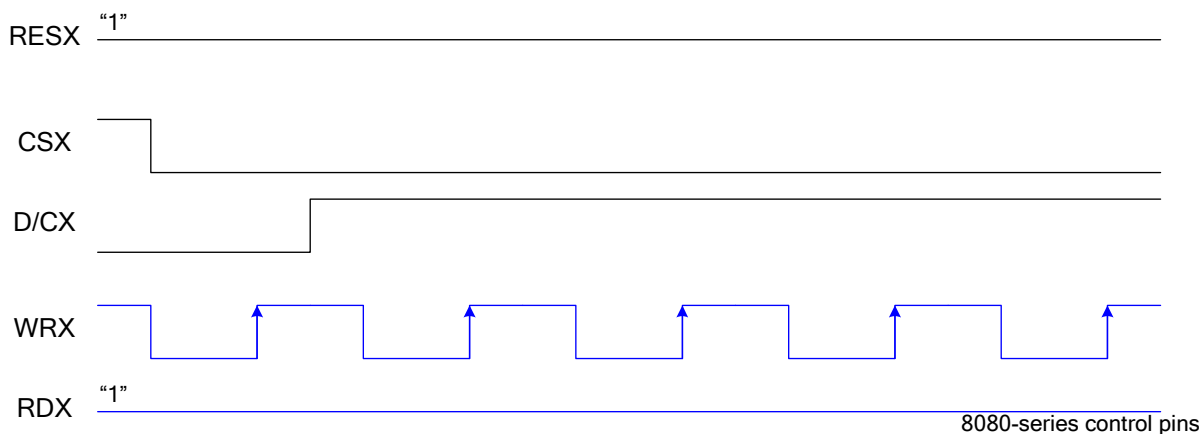 RESX “1”
CSX
D/CX
WRX
RDX “1”
8080-series control pins